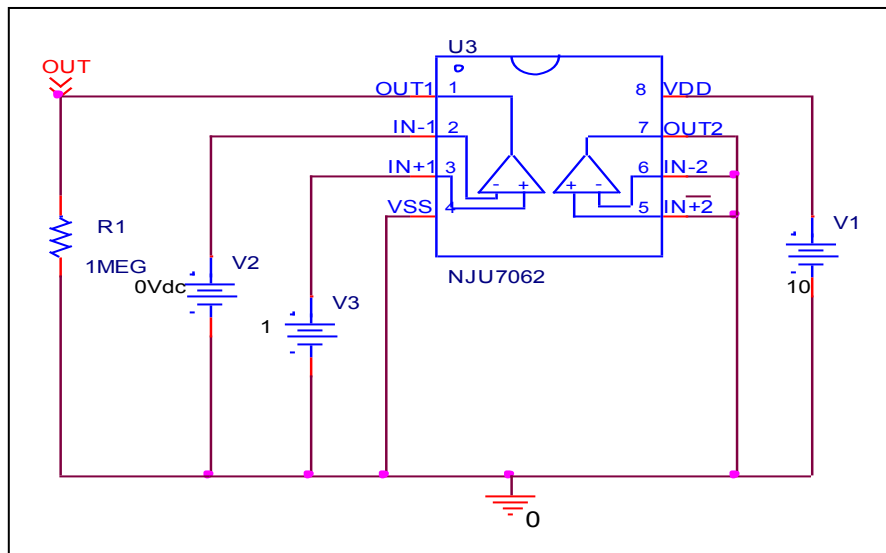 U3
OUT
OUT1 1 8 VDD
IN-1 2 7 OUT2
IN+1 3 6 IN-2
- + + -
VSS 4 5 IN+2
R1
1MEG
V2
0Vdc
V1
10
NJU7062
V3
1
0